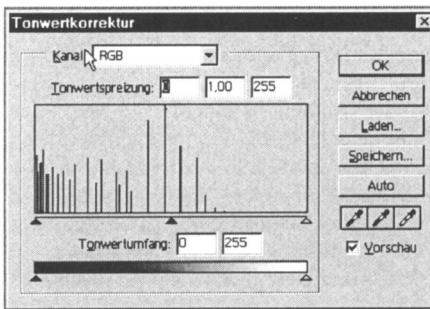 Tonwertkorrektur
Kanal: RGB
Tonwertspreizung: 0 1,00 255
Tonwertumfang: 0 255
OK
Abbrechen
Laden...
Speichern...
Auto
Vorschau